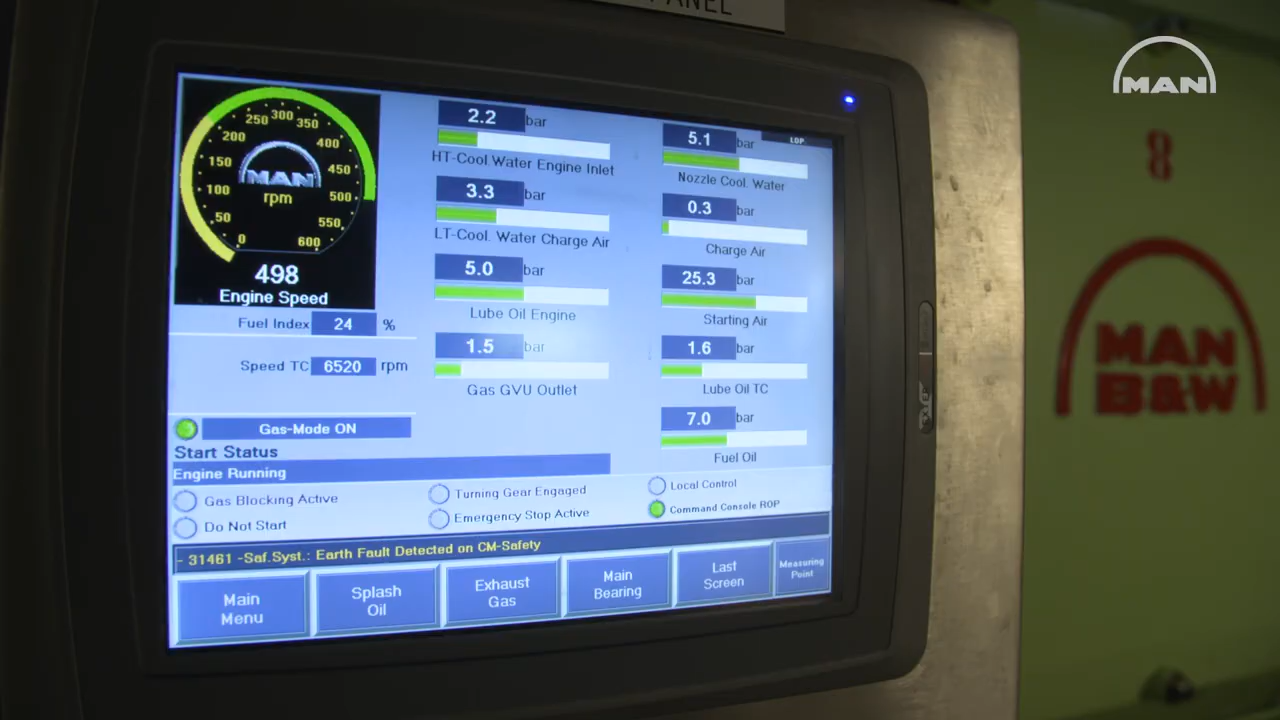 PANEL
MAN
8
MAN
B&W
LOP
0
50
100
150
200
250
300
350
400
450
500
550
600
MAN
rpm
498
Engine Speed
Fuel Index 24 %
Speed TC 6520 rpm
Gas-Mode ON
Start Status
Engine Running
2.2 bar
HT-Cool Water Engine Inlet
3.3 bar
LT-Cool. Water Charge Air
5.0 bar
Lube Oil Engine
1.5 bar
Gas GVU Outlet
5.1 bar
Nozzle Cool. Water
0.3 bar
Charge Air
25.3 bar
Starting Air
1.6 bar
Lube Oil TC
7.0 bar
Fuel Oil
Gas Blocking Active
Do Not Start
Turning Gear Engaged
Emergency Stop Active
Local Control
Command Console ROP
- 31461 -Saf.Syst.: Earth Fault Detected on CM-Safety
Main
Menu
Splash
Oil
Exhaust
Gas
Main
Bearing
Last
Screen
Measuring
Point